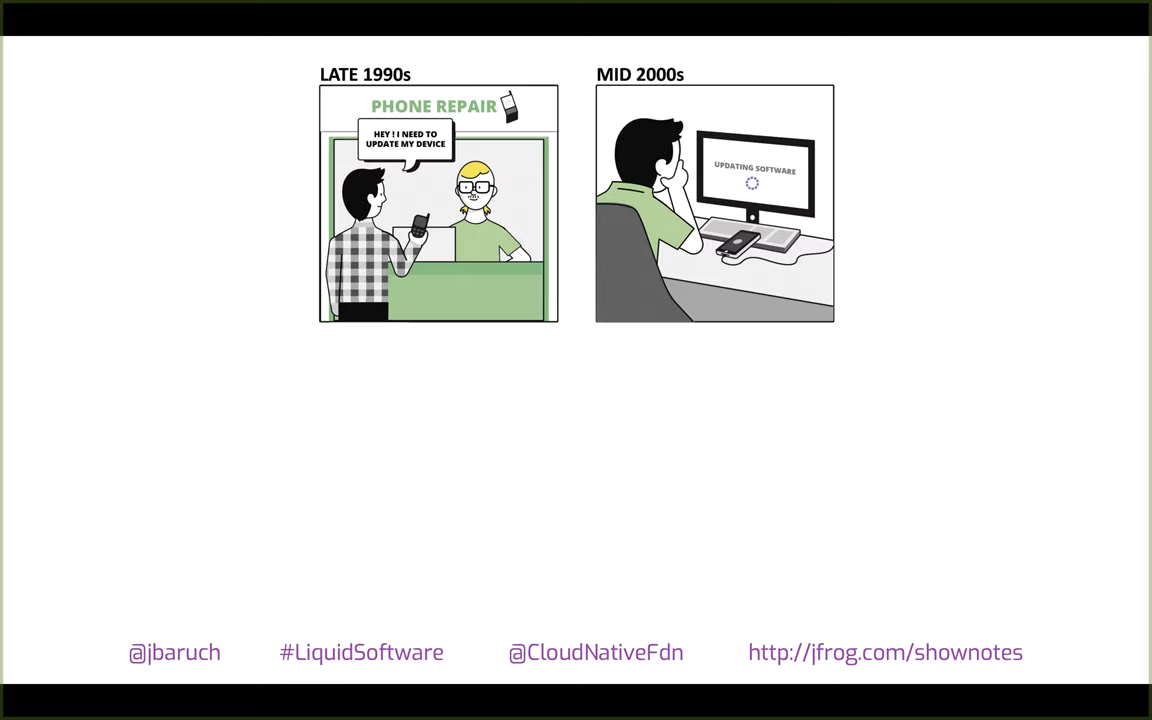 LATE 1990s
PHONE REPAIR
HEY ! I NEED TO
UPDATE MY DEVICE
MID 2000s
UPDATING SOFTWARE
@jbaruch
#LiquidSoftware
@CloudNativeFdn
http://jfrog.com/shownotes